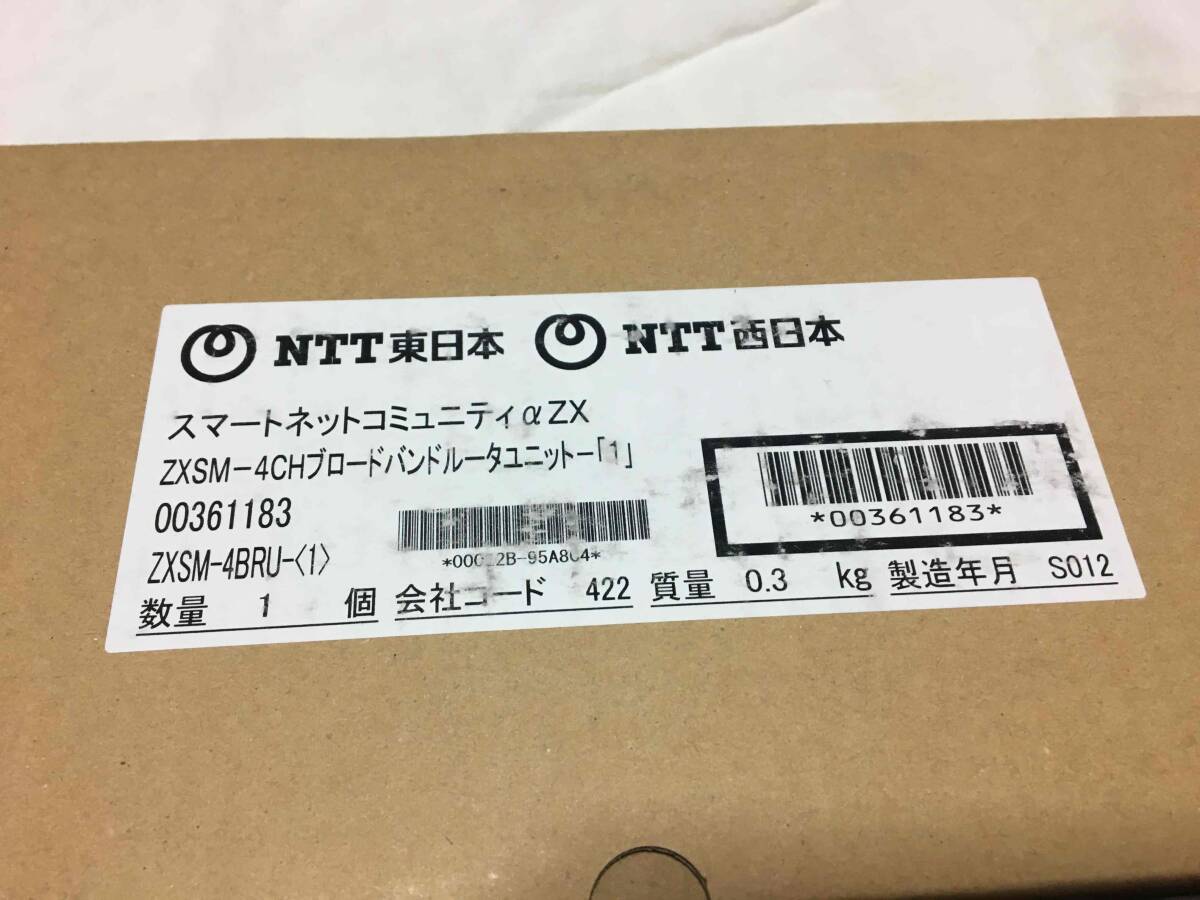 NTT東日本 NTT西日本
スマートネットコミュニティαZX
ZXSM-4CHブロードバンドルータユニット-「1」
00361183
*00361183*
ZXSM-4BRU-〈1〉
数量 1 個 会社コード 422 質量 0.3 kg 製造年月 S012